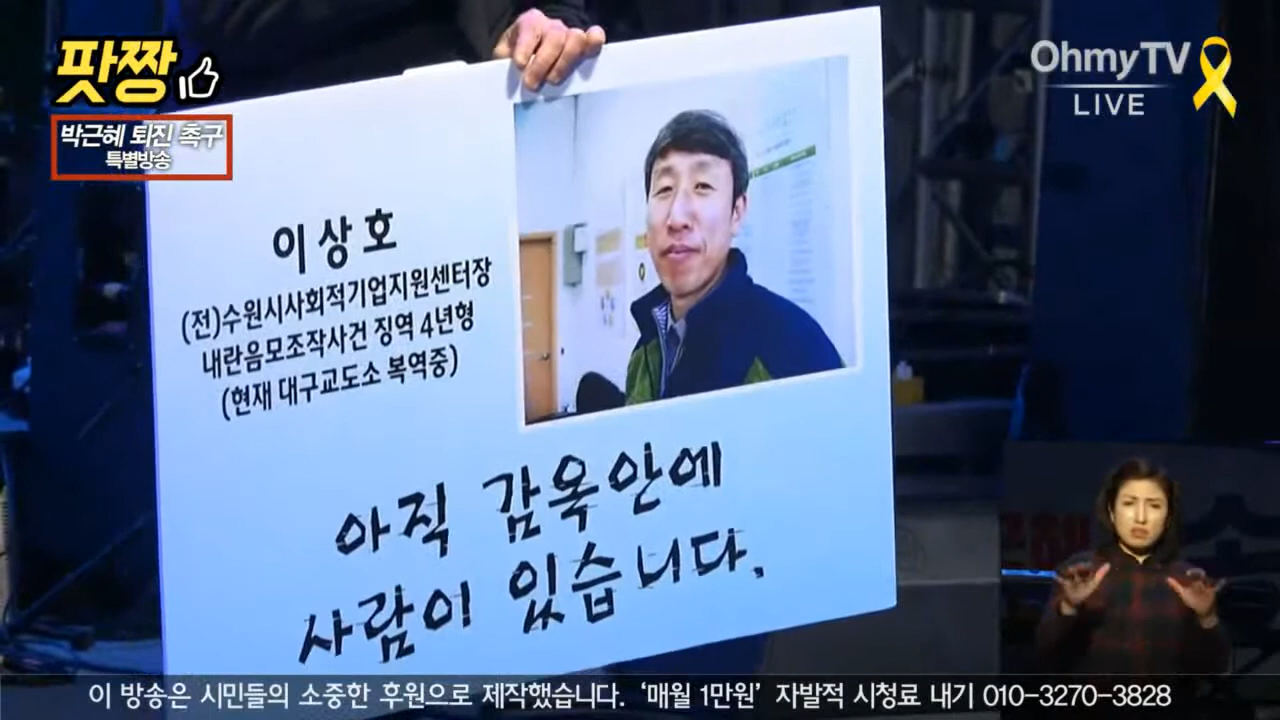 팟짱
박근혜 퇴진 촉구
특별방송
OhmyTV
LIVE
이상호
(전)수원시사회적기업지원센터장
내란음모조작사건 징역 4년형
(현재 대구교도소 복역중)
아직 감옥안에
사람이 있습니다.
이 방송은 시민들의 소중한 후원으로 제작했습니다. ‘매월 1만원’ 자발적 시청료 내기 010-3270-3828